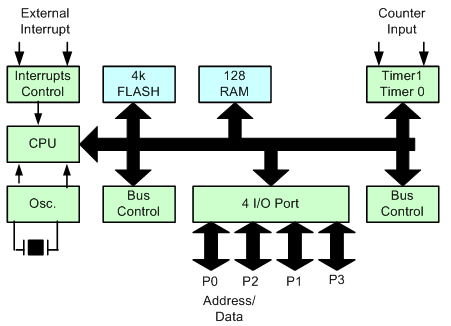 External
Interrupt
Counter
Input
Interrupts
Control
4k
FLASH
128
RAM
Timer1
Timer 0
CPU
Osc.
Bus
Control
4 I/O Port
Bus
Control
P0 P2 P1 P3
Address/
Data